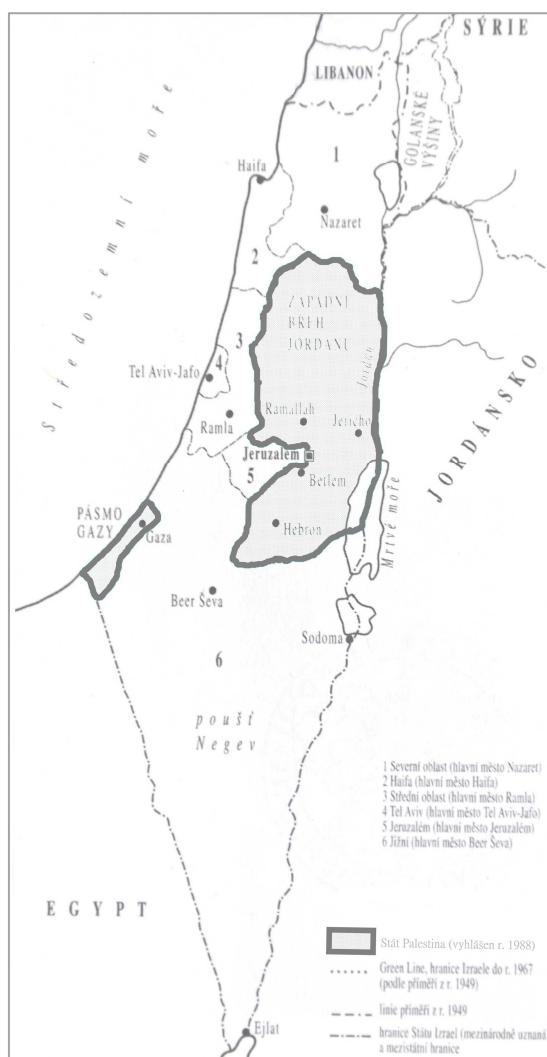 SÝRIE
LIBANON
GOLANSKÉ
VÝŠINY
Středozemní moře
1
Haifa
Nazaret
2
ZÁPADNÍ
BŘEH
JORDÁNU
3
Jordán
4
Tel Aviv-Jafo
Ramla
Ramallah
Jericho
JORDÁNSKO
Jeruzalém
5
Betlém
Mrtvé moře
PÁSMO
GAZY
Gaza
Hebron
Beer Ševa
Sodoma
6
poušť
Negev
1 Severní oblast (hlavní město Nazaret)
2 Haifa (hlavní město Haifa)
3 Střední oblast (hlavní město Ramla)
4 Tel Aviv (hlavní město Tel Aviv-Jafo)
5 Jeruzalém (hlavní město Jeruzalém)
6 Jižní (hlavní město Beer Ševa)
EGYPT
Stát Palestina (vyhlášen r. 1988)
Green Line, hranice Izraele do r. 1967
(podle příměří z r. 1949)
linie příměří z r. 1949
hranice Státu Izrael (mezinárodně uznaná
a mezistátní hranice
Ejlat